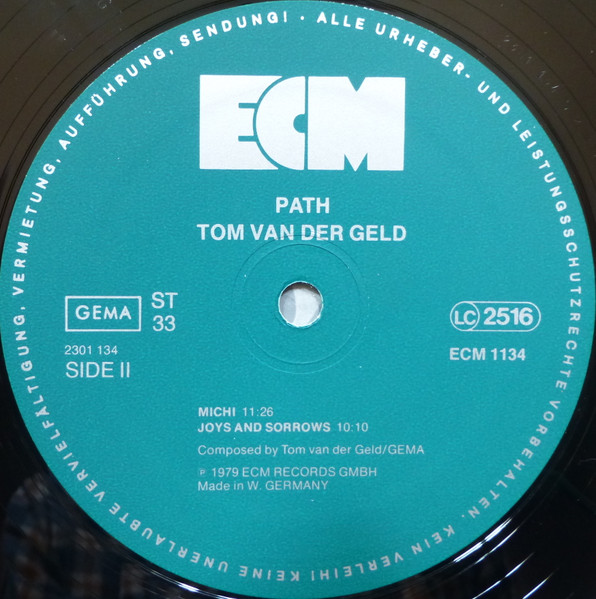 ALLE URHEBER- UND LEISTUNGSSCHUTZRECHTE VORBEHALTEN. KEIN VERLEIH! KEINE UNERLAUBTE VERVIELFÄLTIGUNG, VERMIETUNG, AUFFÜHRUNG, SENDUNG! ·
ECM
PATH
TOM VAN DER GELD
GEMA
ST
33
LC 2516
2301 134
SIDE II
ECM 1134
MICHI 11:26
JOYS AND SORROWS 10:10
Composed by Tom van der Geld/GEMA
℗ 1979 ECM RECORDS GMBH
Made in W. GERMANY